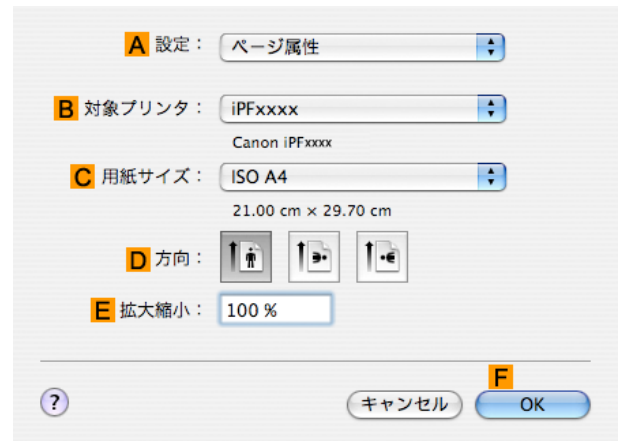 A 設定： ページ属性
B 対象プリンタ： iPFxxxx
Canon iPFxxxx
C 用紙サイズ： ISO A4
21.00 cm × 29.70 cm
D 方向：
E 拡大縮小： 100 %
F
? キャンセル OK